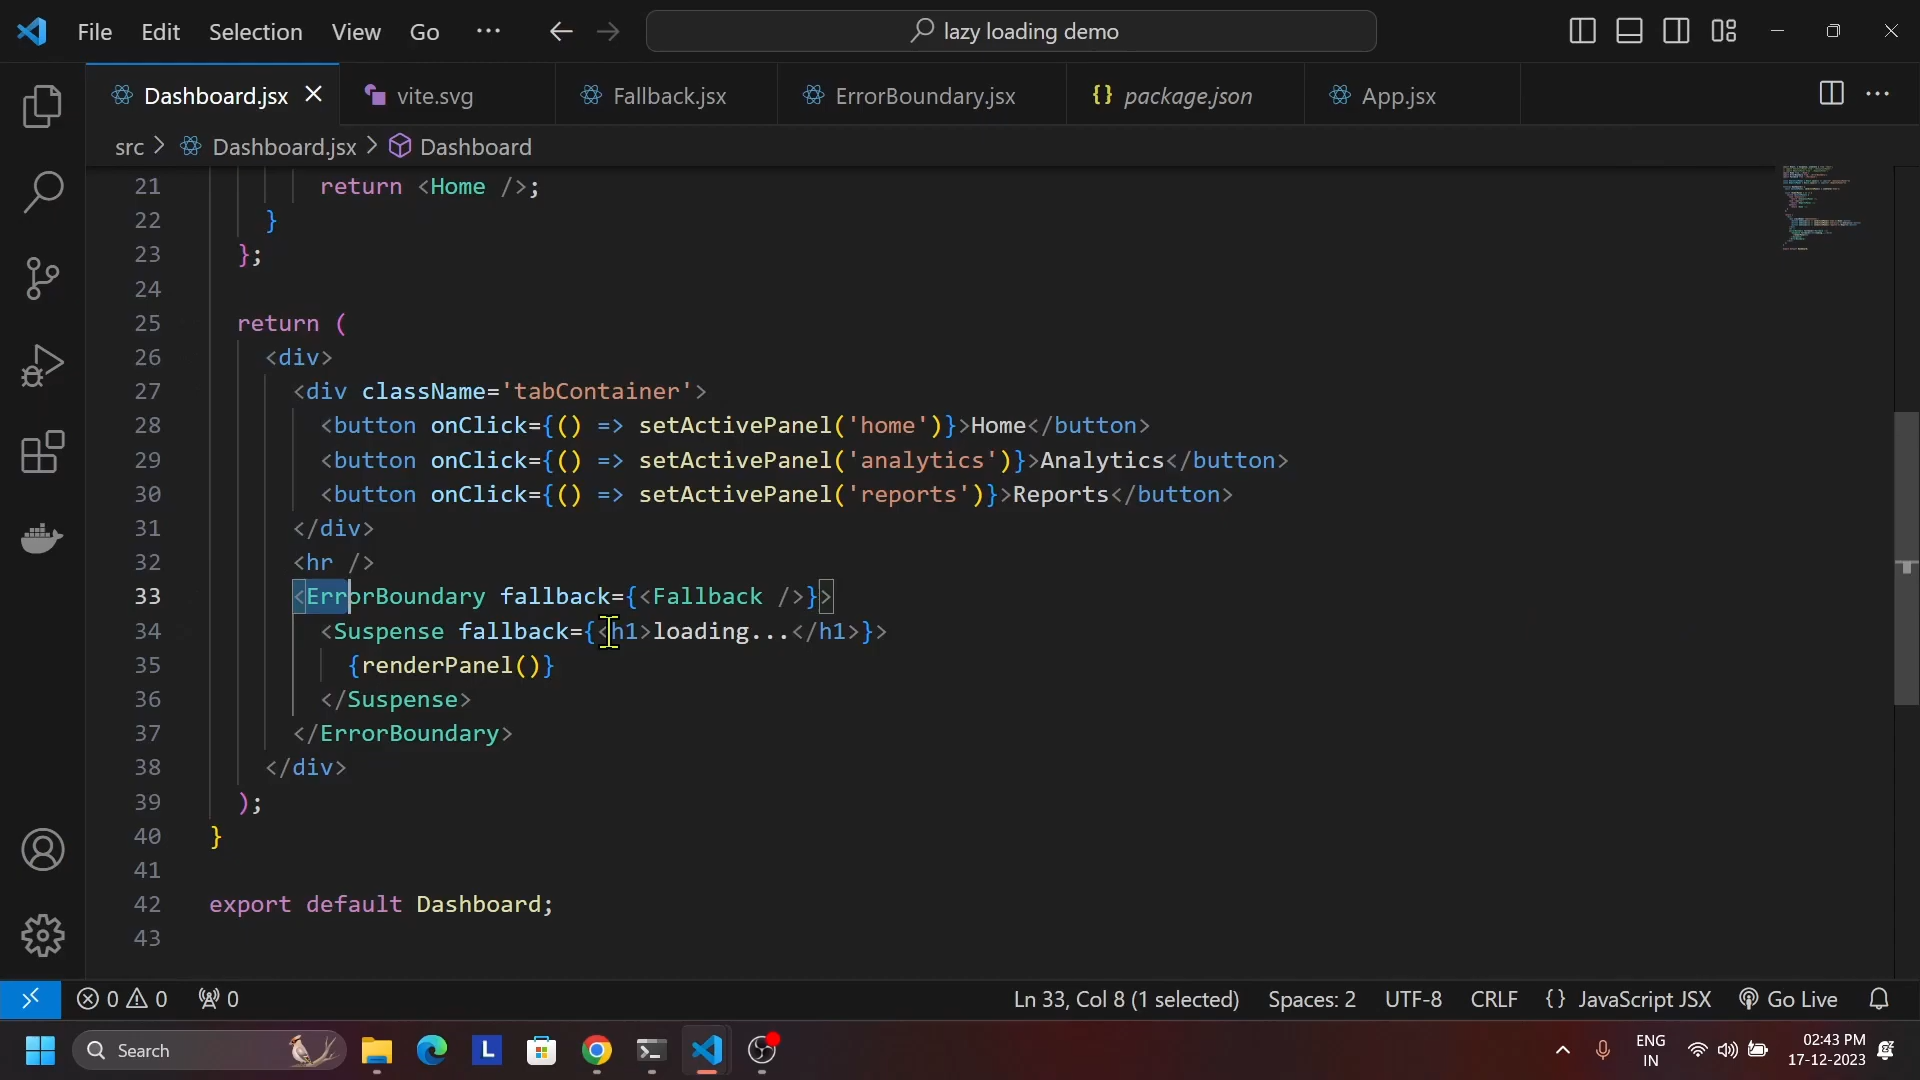 File Edit Selection View Go ··· lazy loading demo
Dashboard.jsx vite.svg Fallback.jsx ErrorBoundary.jsx {} package.json App.jsx
src > Dashboard.jsx > Dashboard
21 return <Home />;
22 }
23 };
24
25 return (
26 <div>
27 <div className='tabContainer'>
28 <button onClick={() => setActivePanel('home')}>Home</button>
29 <button onClick={() => setActivePanel('analytics')}>Analytics</button>
30 <button onClick={() => setActivePanel('reports')}>Reports</button>
31 </div>
32 <hr />
33 <ErrorBoundary fallback={<Fallback />}>
34 <Suspense fallback={<h1>loading...</h1>}>
35 {renderPanel()}
36 </Suspense>
37 </ErrorBoundary>
38 </div>
39 );
40 }
41
42 export default Dashboard;
43
0 0 0 Ln 33, Col 8 (1 selected) Spaces: 2 UTF-8 CRLF {} JavaScript JSX Go Live
Search L ENG 02:43 PM
IN 17-12-2023